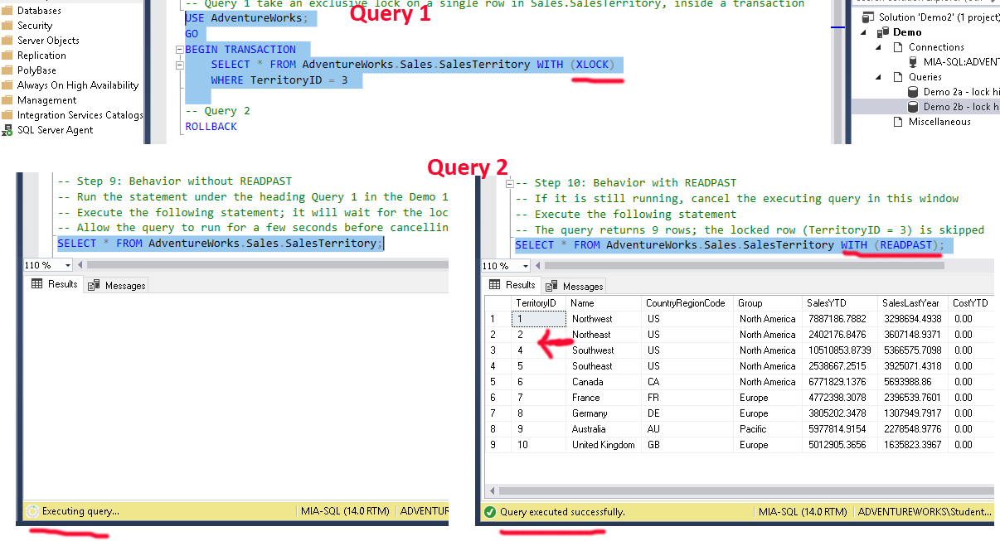 -- Query 1 take an exclusive lock on a single row in Sales.SalesTerritory, inside a transaction
Query 1
USE AdventureWorks;
GO
BEGIN TRANSACTION
SELECT * FROM AdventureWorks.Sales.SalesTerritory WITH (XLOCK)
WHERE TerritoryID = 3
-- Query 2
ROLLBACK
Databases
Security
Server Objects
Replication
PolyBase
Always On High Availability
Management
Integration Services Catalogs
SQL Server Agent
Solution 'Demo2' (1 project)
Demo
Connections
MIA-SQL:ADVENT
Queries
Demo 2a - lock hi
Demo 2b - lock h
Miscellaneous
Query 2
-- Step 9: Behavior without READPAST
-- Run the statement under the heading Query 1 in the Demo 1
-- Execute the following statement; it will wait for the loc
-- Allow the query to run for a few seconds before cancellin
SELECT * FROM AdventureWorks.Sales.SalesTerritory;
110 %
Results Messages
Executing query... MIA-SQL (14.0 RTM) ADVENTUR
-- Step 10: Behavior with READPAST
-- If it is still running, cancel the executing query in this window
-- Execute the following statement
-- The query returns 9 rows; the locked row (TerritoryID = 3) is skipped
SELECT * FROM AdventureWorks.Sales.SalesTerritory WITH (READPAST);
110 %
Results Messages
TerritoryID Name CountryRegionCode Group SalesYTD SalesLastYear CostYTD
1 1 Northwest US North America 7887186.7882 3298694.4938 0.00
2 2 Northeast US North America 2402176.8476 3607148.9371 0.00
3 4 Southwest US North America 10510853.8739 5366575.7098 0.00
4 5 Southeast US North America 2538667.2515 3925071.4318 0.00
5 6 Canada CA North America 6771829.1376 5693988.86 0.00
6 7 France FR Europe 4772398.3078 2396539.7601 0.00
7 8 Germany DE Europe 3805202.3478 1307949.7917 0.00
8 9 Australia AU Pacific 5977814.9154 2278548.9776 0.00
9 10 United Kingdom GB Europe 5012905.3656 1635823.3967 0.00
Query executed successfully. MIA-SQL (14.0 RTM) ADVENTUREWORKS\Student...